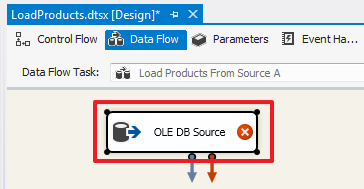 LoadProducts.dtsx [Design]*
Control Flow Data Flow Parameters Event Ha...
Data Flow Task: Load Products From Source A
OLE DB Source